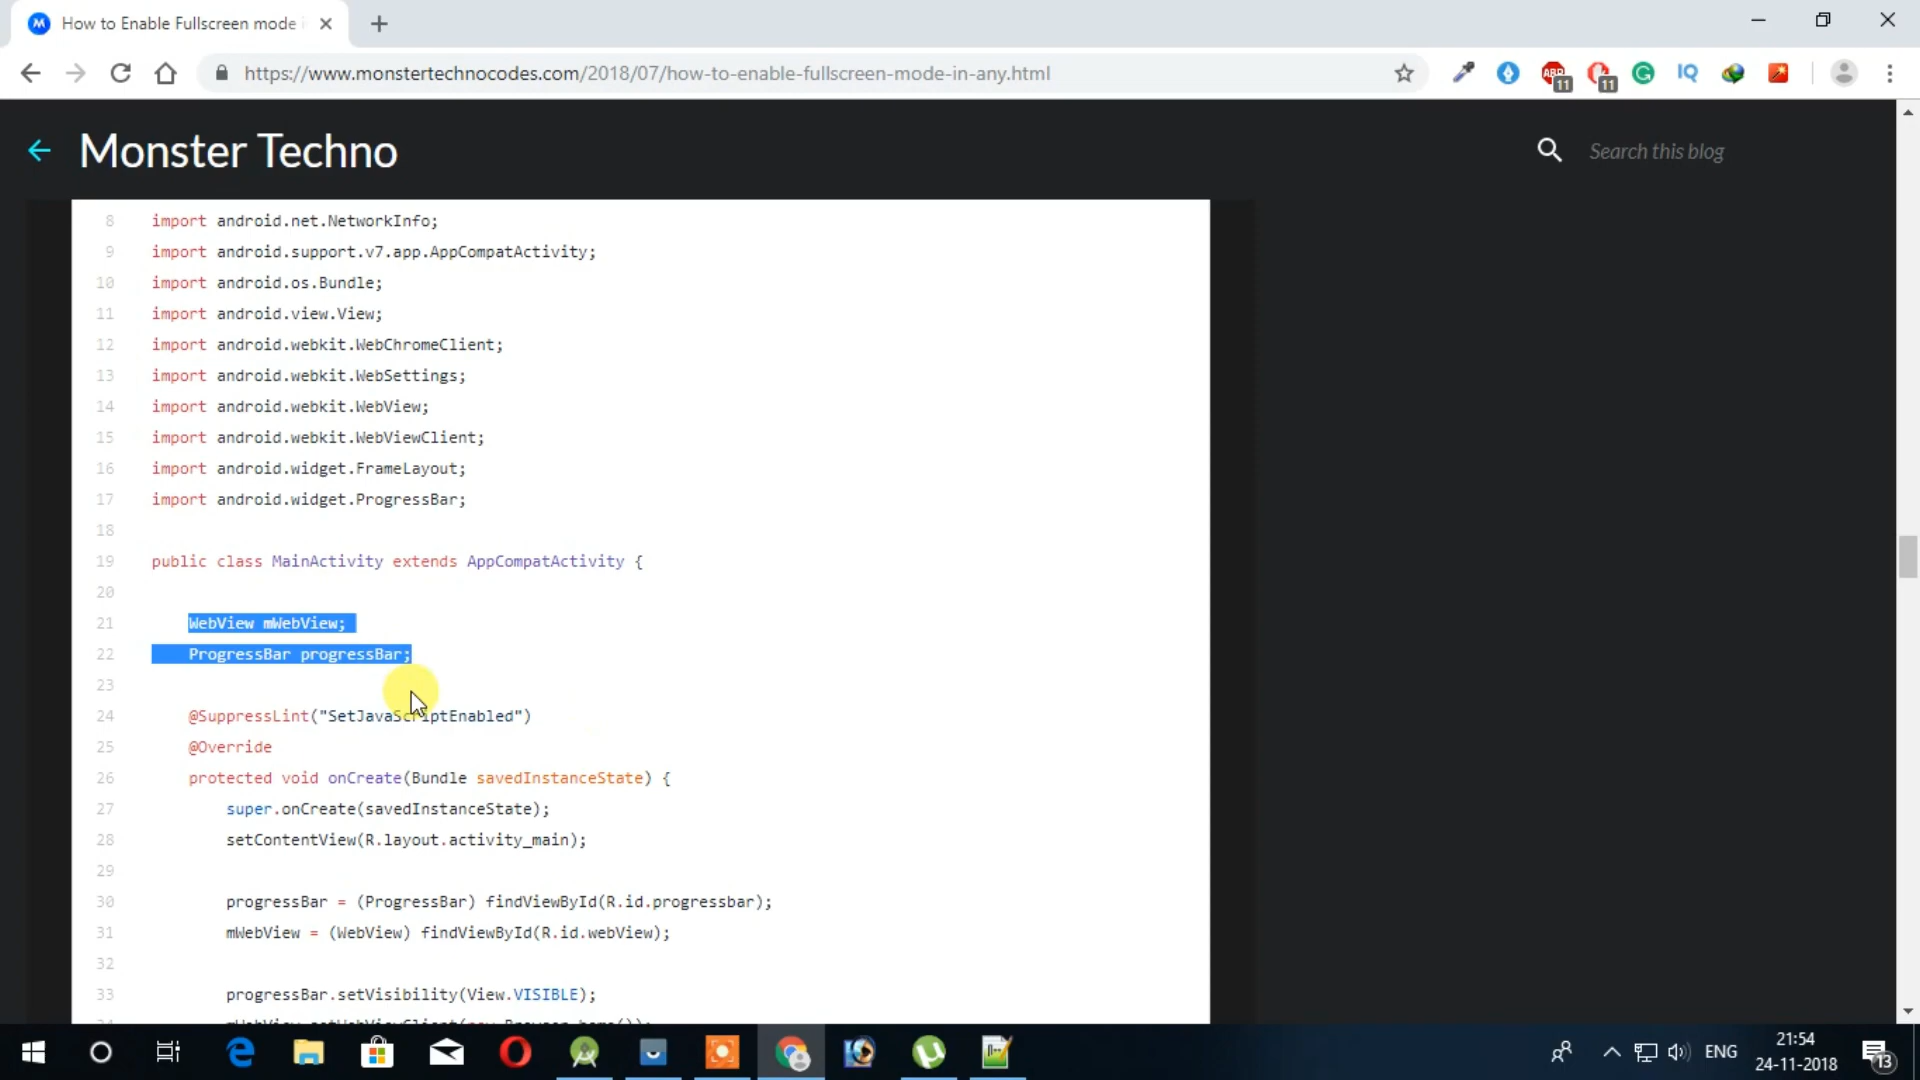 How to Enable Fullscreen mode i
https://www.monstertechnocodes.com/2018/07/how-to-enable-fullscreen-mode-in-any.html
ABP
11
11
IQ
Monster Techno
Search this blog
8 import android.net.NetworkInfo;
9 import android.support.v7.app.AppCompatActivity;
10 import android.os.Bundle;
11 import android.view.View;
12 import android.webkit.WebChromeClient;
13 import android.webkit.WebSettings;
14 import android.webkit.WebView;
15 import android.webkit.WebViewClient;
16 import android.widget.FrameLayout;
17 import android.widget.ProgressBar;
18
19 public class MainActivity extends AppCompatActivity {
20
21 WebView mWebView;
22 ProgressBar progressBar;
23
24 @SuppressLint("SetJavaScriptEnabled")
25 @Override
26 protected void onCreate(Bundle savedInstanceState) {
27 super.onCreate(savedInstanceState);
28 setContentView(R.layout.activity_main);
29
30 progressBar = (ProgressBar) findViewById(R.id.progressbar);
31 mWebView = (WebView) findViewById(R.id.webView);
32
33 progressBar.setVisibility(View.VISIBLE);
ENG
21:54
24-11-2018
13